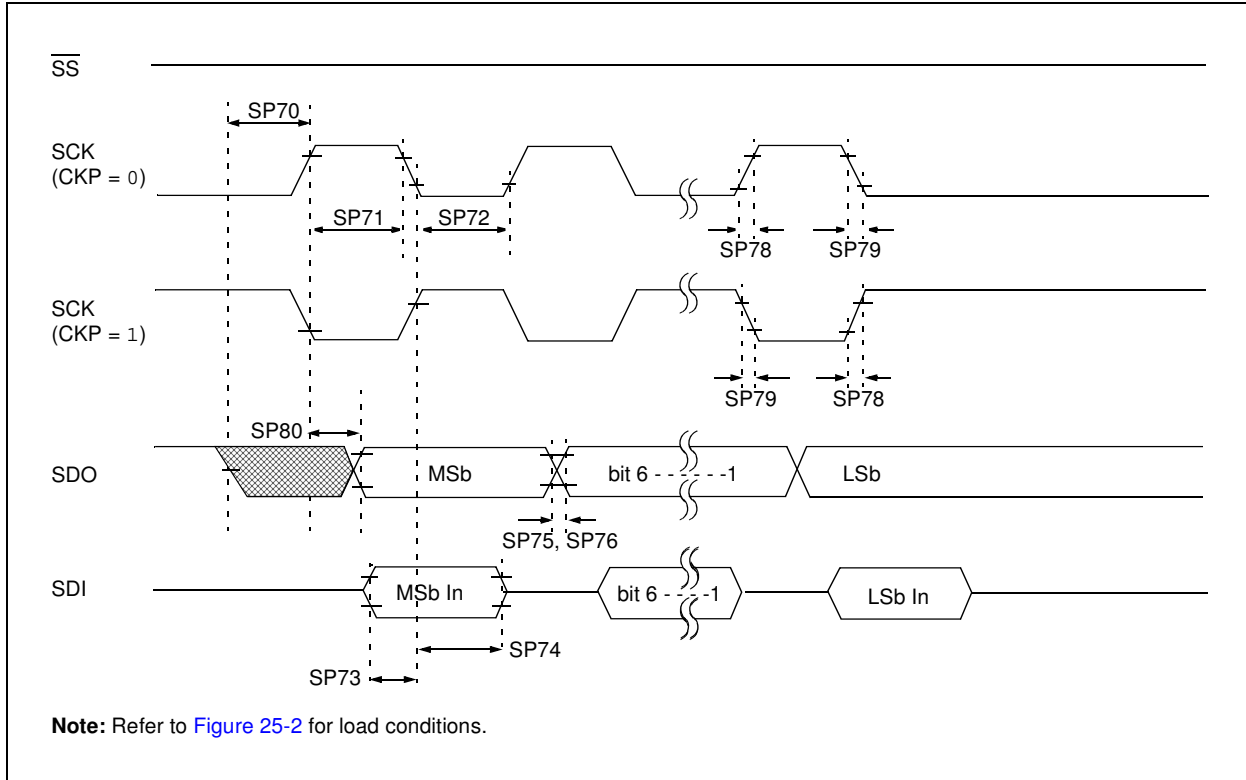 SS
SP70
SCK
(CKP = 0)
SP71
SP72
SP78
SP79
SCK
(CKP = 1)
SP79
SP78
SP80
SDO
MSb
bit 6 - - - - - - 1
LSb
SP75, SP76
SDI
MSb In
bit 6 - - - - - 1
LSb In
SP74
SP73
Note: Refer to Figure 25-2 for load conditions.